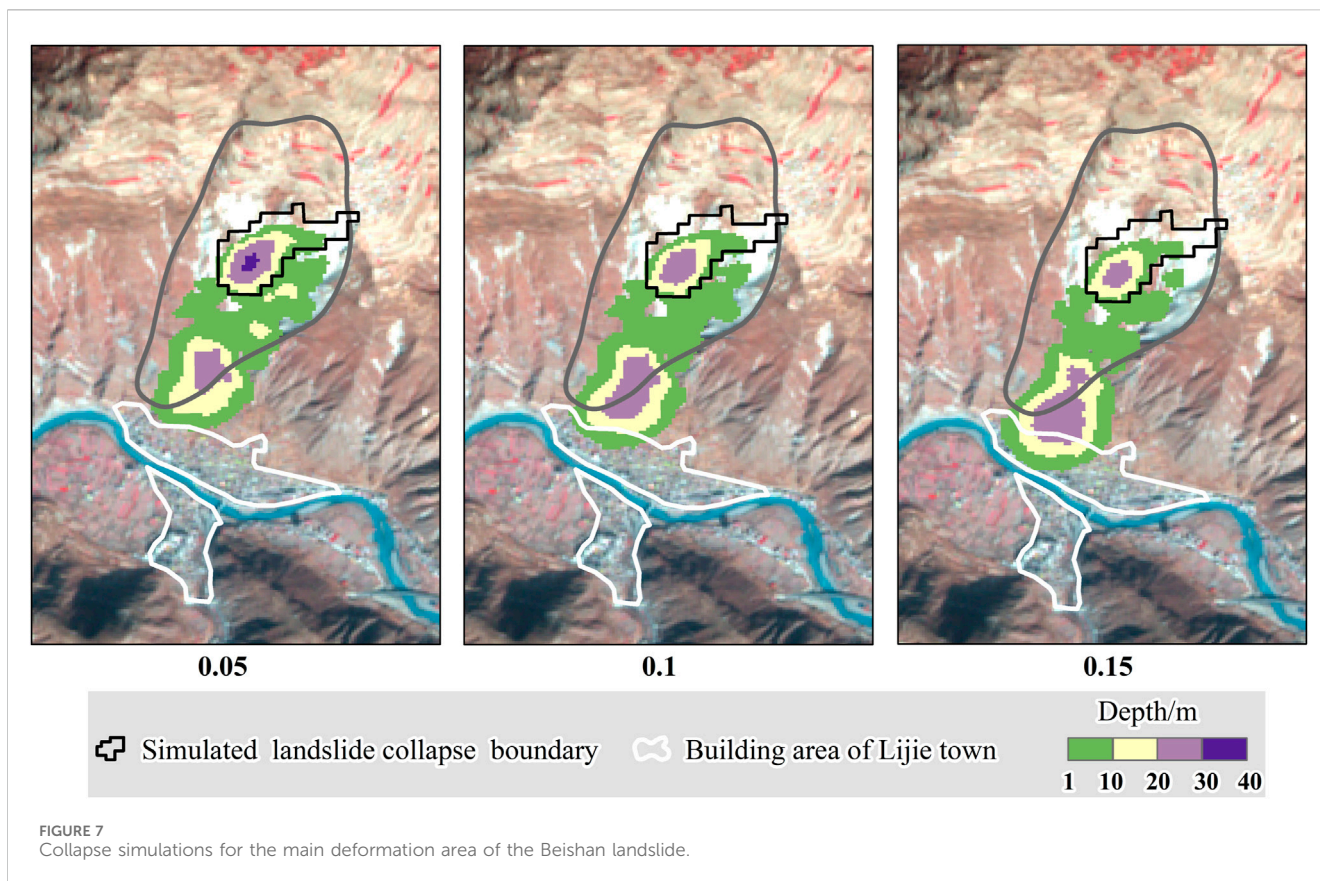 0.05 0.1 0.15
Depth/m
Simulated landslide collapse boundary Building area of Lijie town
1 10 20 30 40
FIGURE 7
Collapse simulations for the main deformation area of the Beishan landslide.